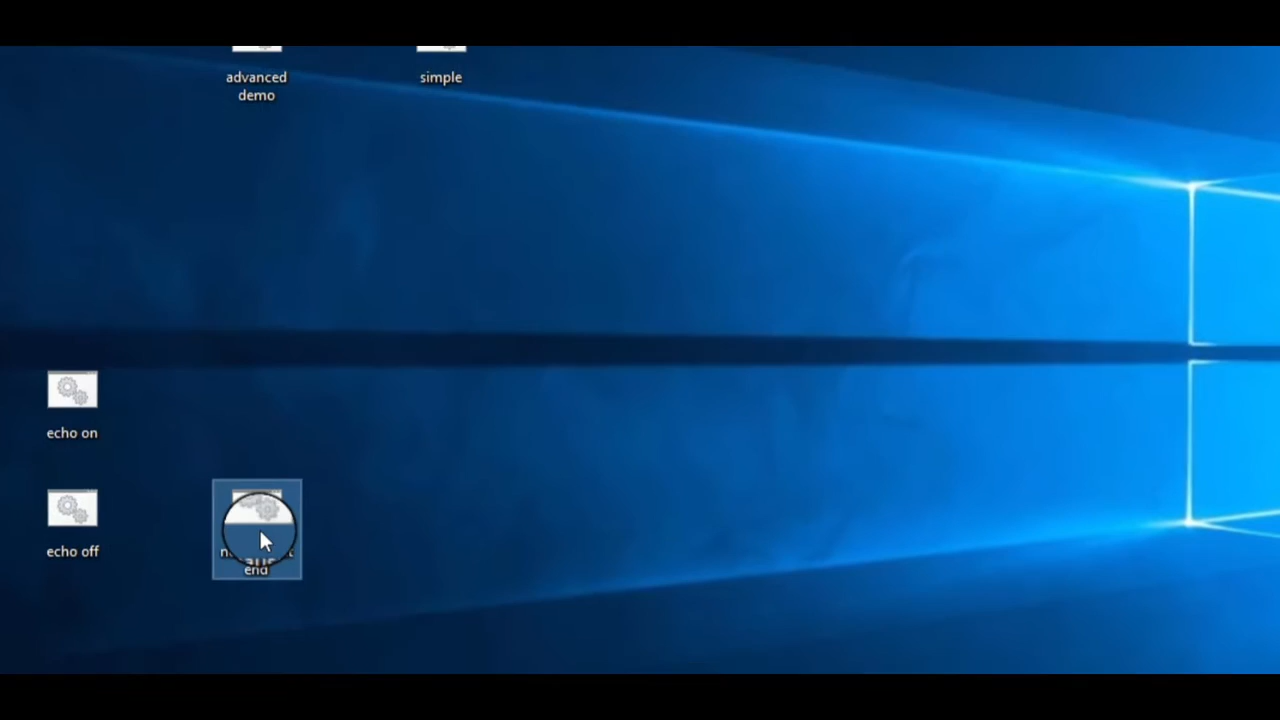 advanced
demo
simple
echo on
echo off
end